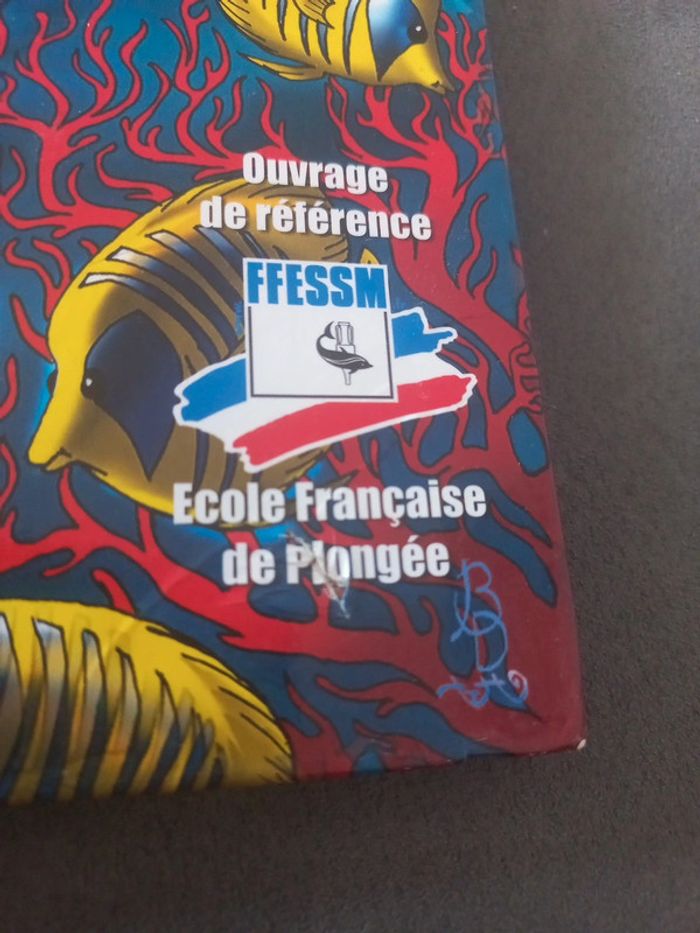 Ouvrage
de référence
FFESSM
Ecole Française
de Plongée